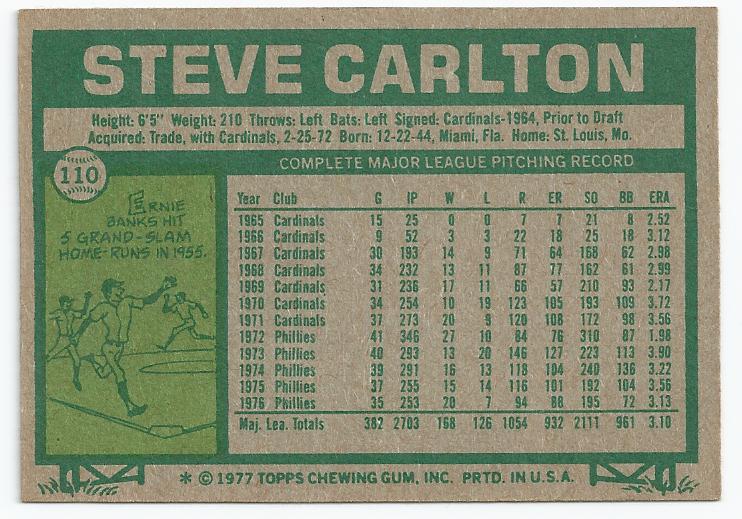 STEVE CARLTON
Height: 6'5" Weight: 210 Throws: Left Bats: Left Signed: Cardinals-1964, Prior to Draft
Acquired: Trade, with Cardinals, 2-25-72 Born: 12-22-44, Miami, Fla. Home: St. Louis, Mo.
110
ERNIE
BANKS HIT
5 GRAND-SLAM
HOME-RUNS IN 1955.
COMPLETE MAJOR LEAGUE PITCHING RECORD
Year Club G IP W L R ER SO BB ERA
1965 Cardinals 15 25 0 0 7 7 21 8 2.52
1966 Cardinals 9 52 3 3 22 18 25 18 3.12
1967 Cardinals 30 193 14 9 71 64 168 62 2.98
1968 Cardinals 34 232 13 11 87 77 162 61 2.99
1969 Cardinals 31 236 17 11 66 57 210 93 2.17
1970 Cardinals 34 254 10 19 123 105 193 109 3.72
1971 Cardinals 37 273 20 9 120 108 172 98 3.56
1972 Phillies 41 346 27 10 84 76 310 87 1.98
1973 Phillies 40 293 13 20 146 127 223 113 3.90
1974 Phillies 39 291 16 13 118 104 240 136 3.22
1975 Phillies 37 255 15 14 116 101 192 104 3.56
1976 Phillies 35 253 20 7 94 88 195 72 3.13
Maj. Lea. Totals 382 2703 168 126 1054 932 2111 961 3.10
* © 1977 TOPPS CHEWING GUM, INC. PRTD. IN U.S.A.